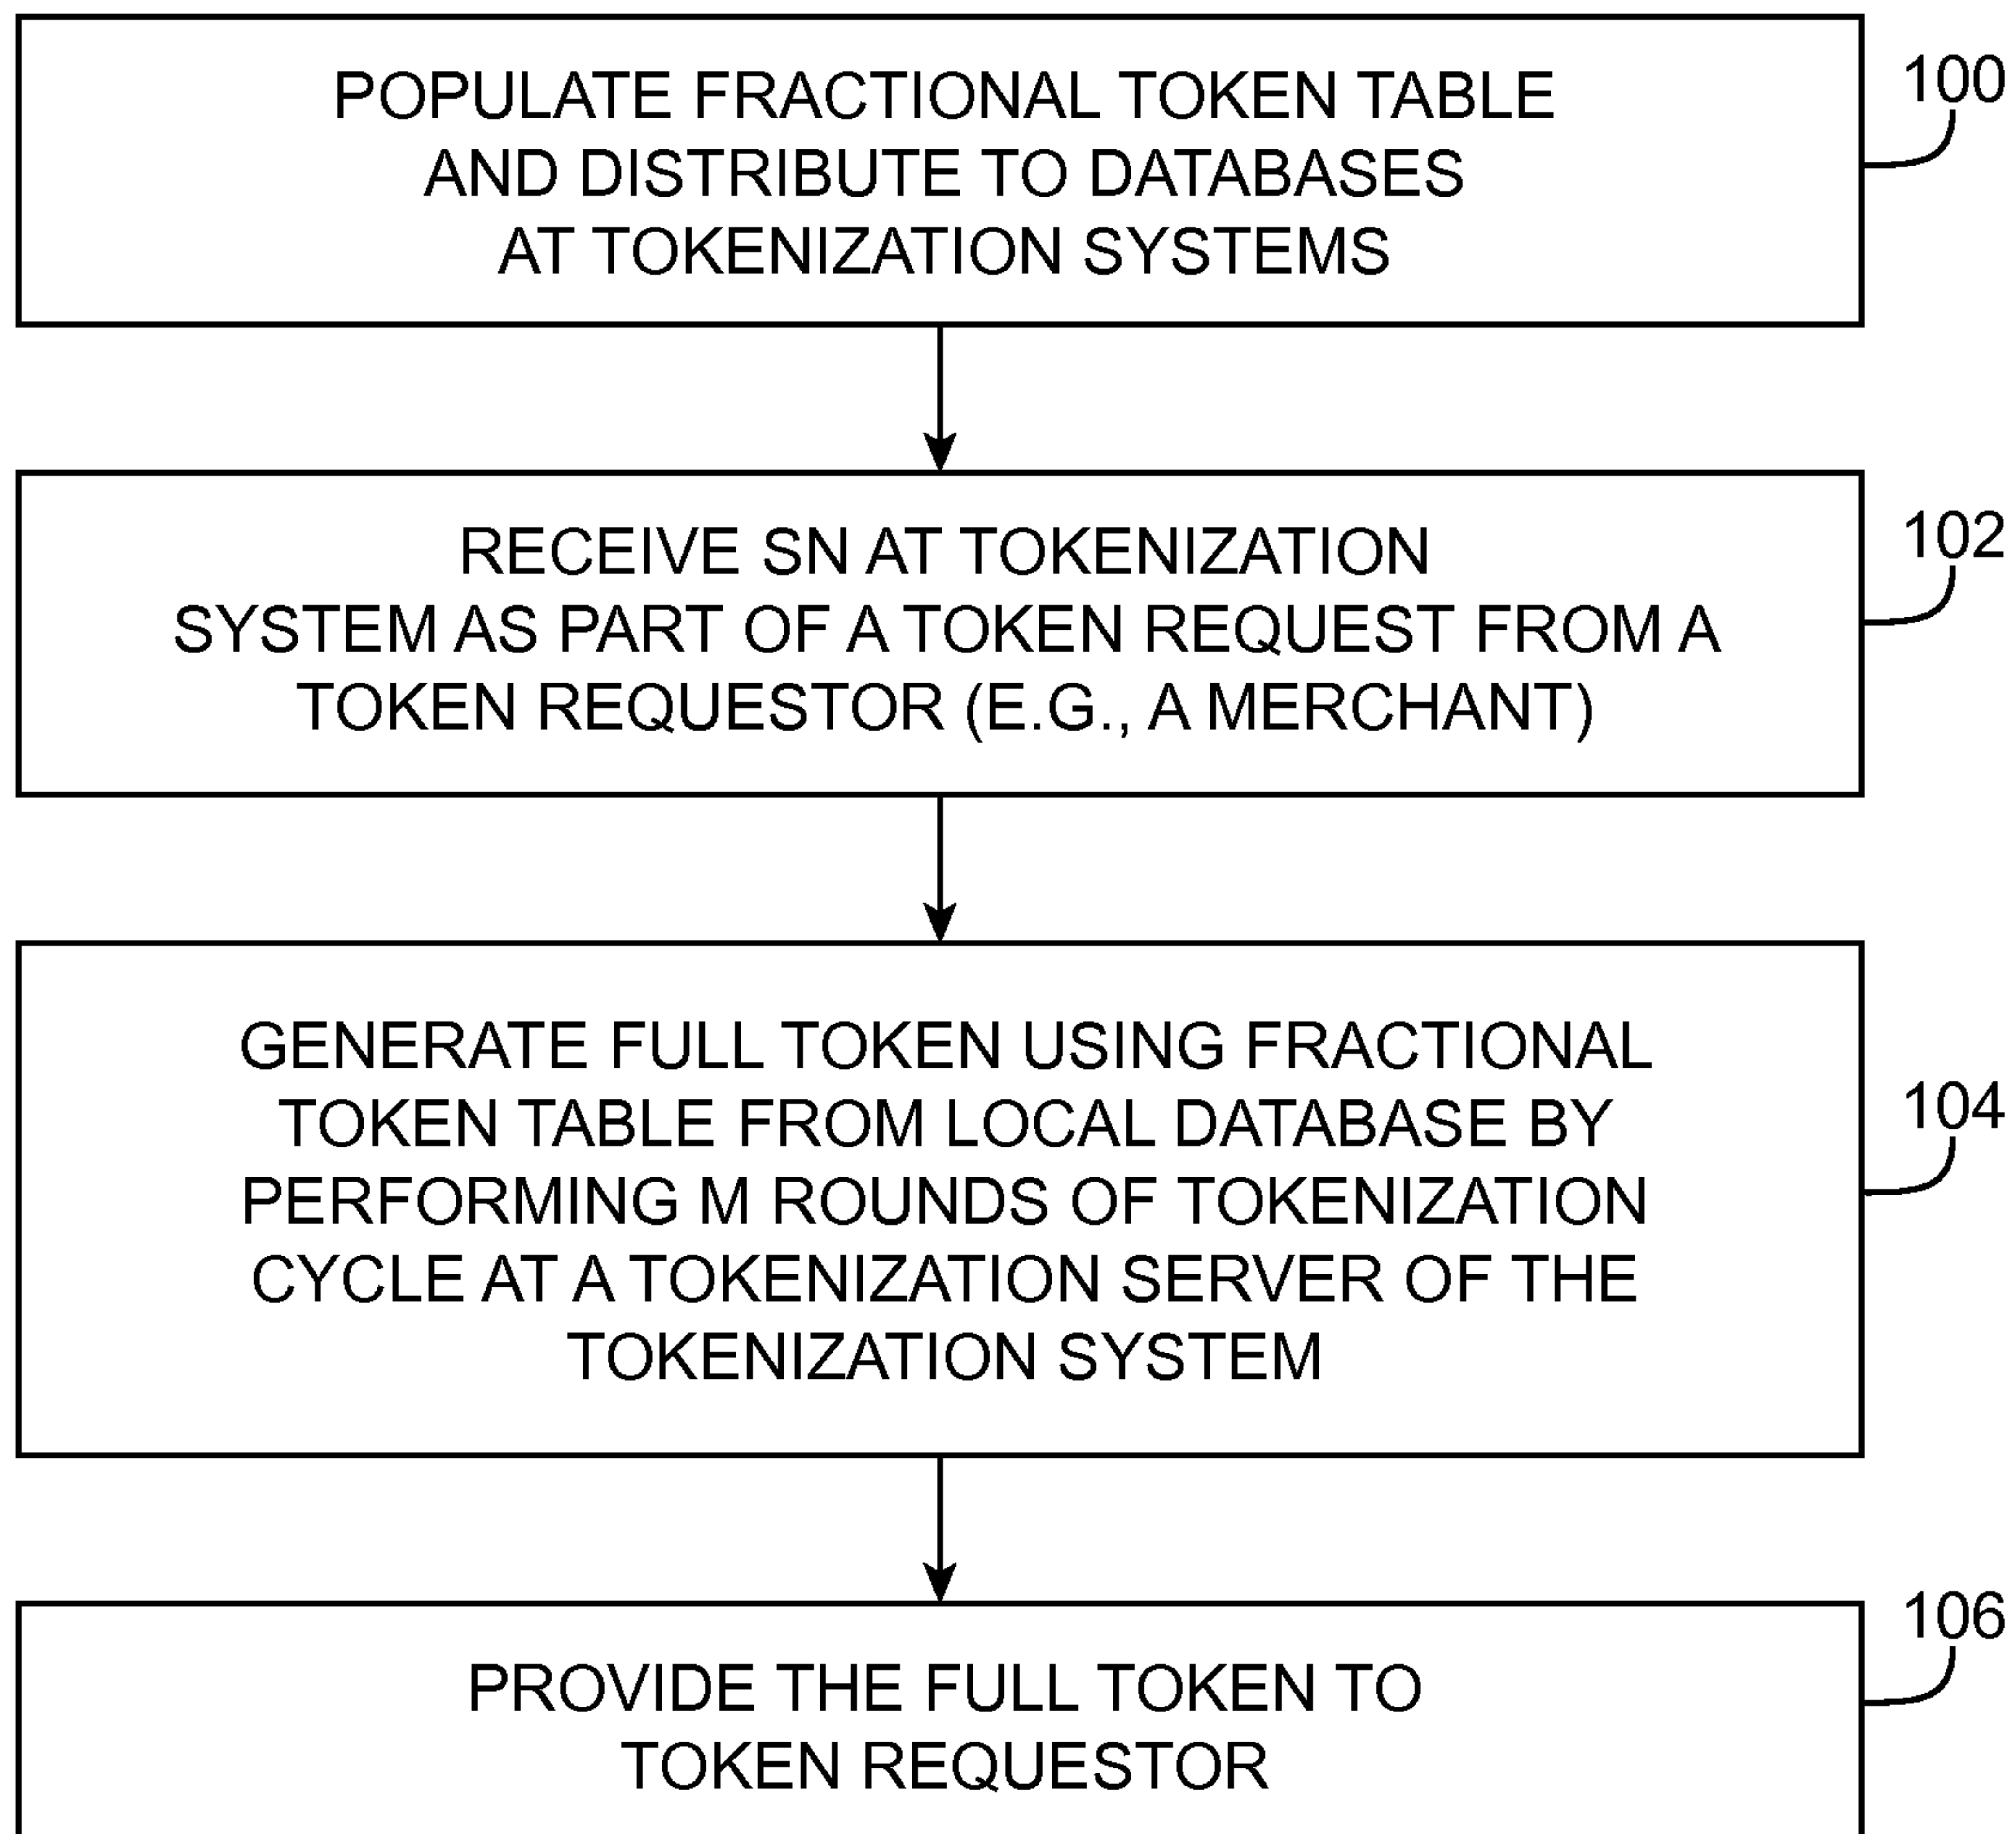 POPULATE FRACTIONAL TOKEN TABLE
AND DISTRIBUTE TO DATABASES
AT TOKENIZATION SYSTEMS
100
RECEIVE SN AT TOKENIZATION
SYSTEM AS PART OF A TOKEN REQUEST FROM A
TOKEN REQUESTOR (E.G., A MERCHANT)
102
GENERATE FULL TOKEN USING FRACTIONAL
TOKEN TABLE FROM LOCAL DATABASE BY
PERFORMING M ROUNDS OF TOKENIZATION
CYCLE AT A TOKENIZATION SERVER OF THE
TOKENIZATION SYSTEM
104
PROVIDE THE FULL TOKEN TO
TOKEN REQUESTOR
106